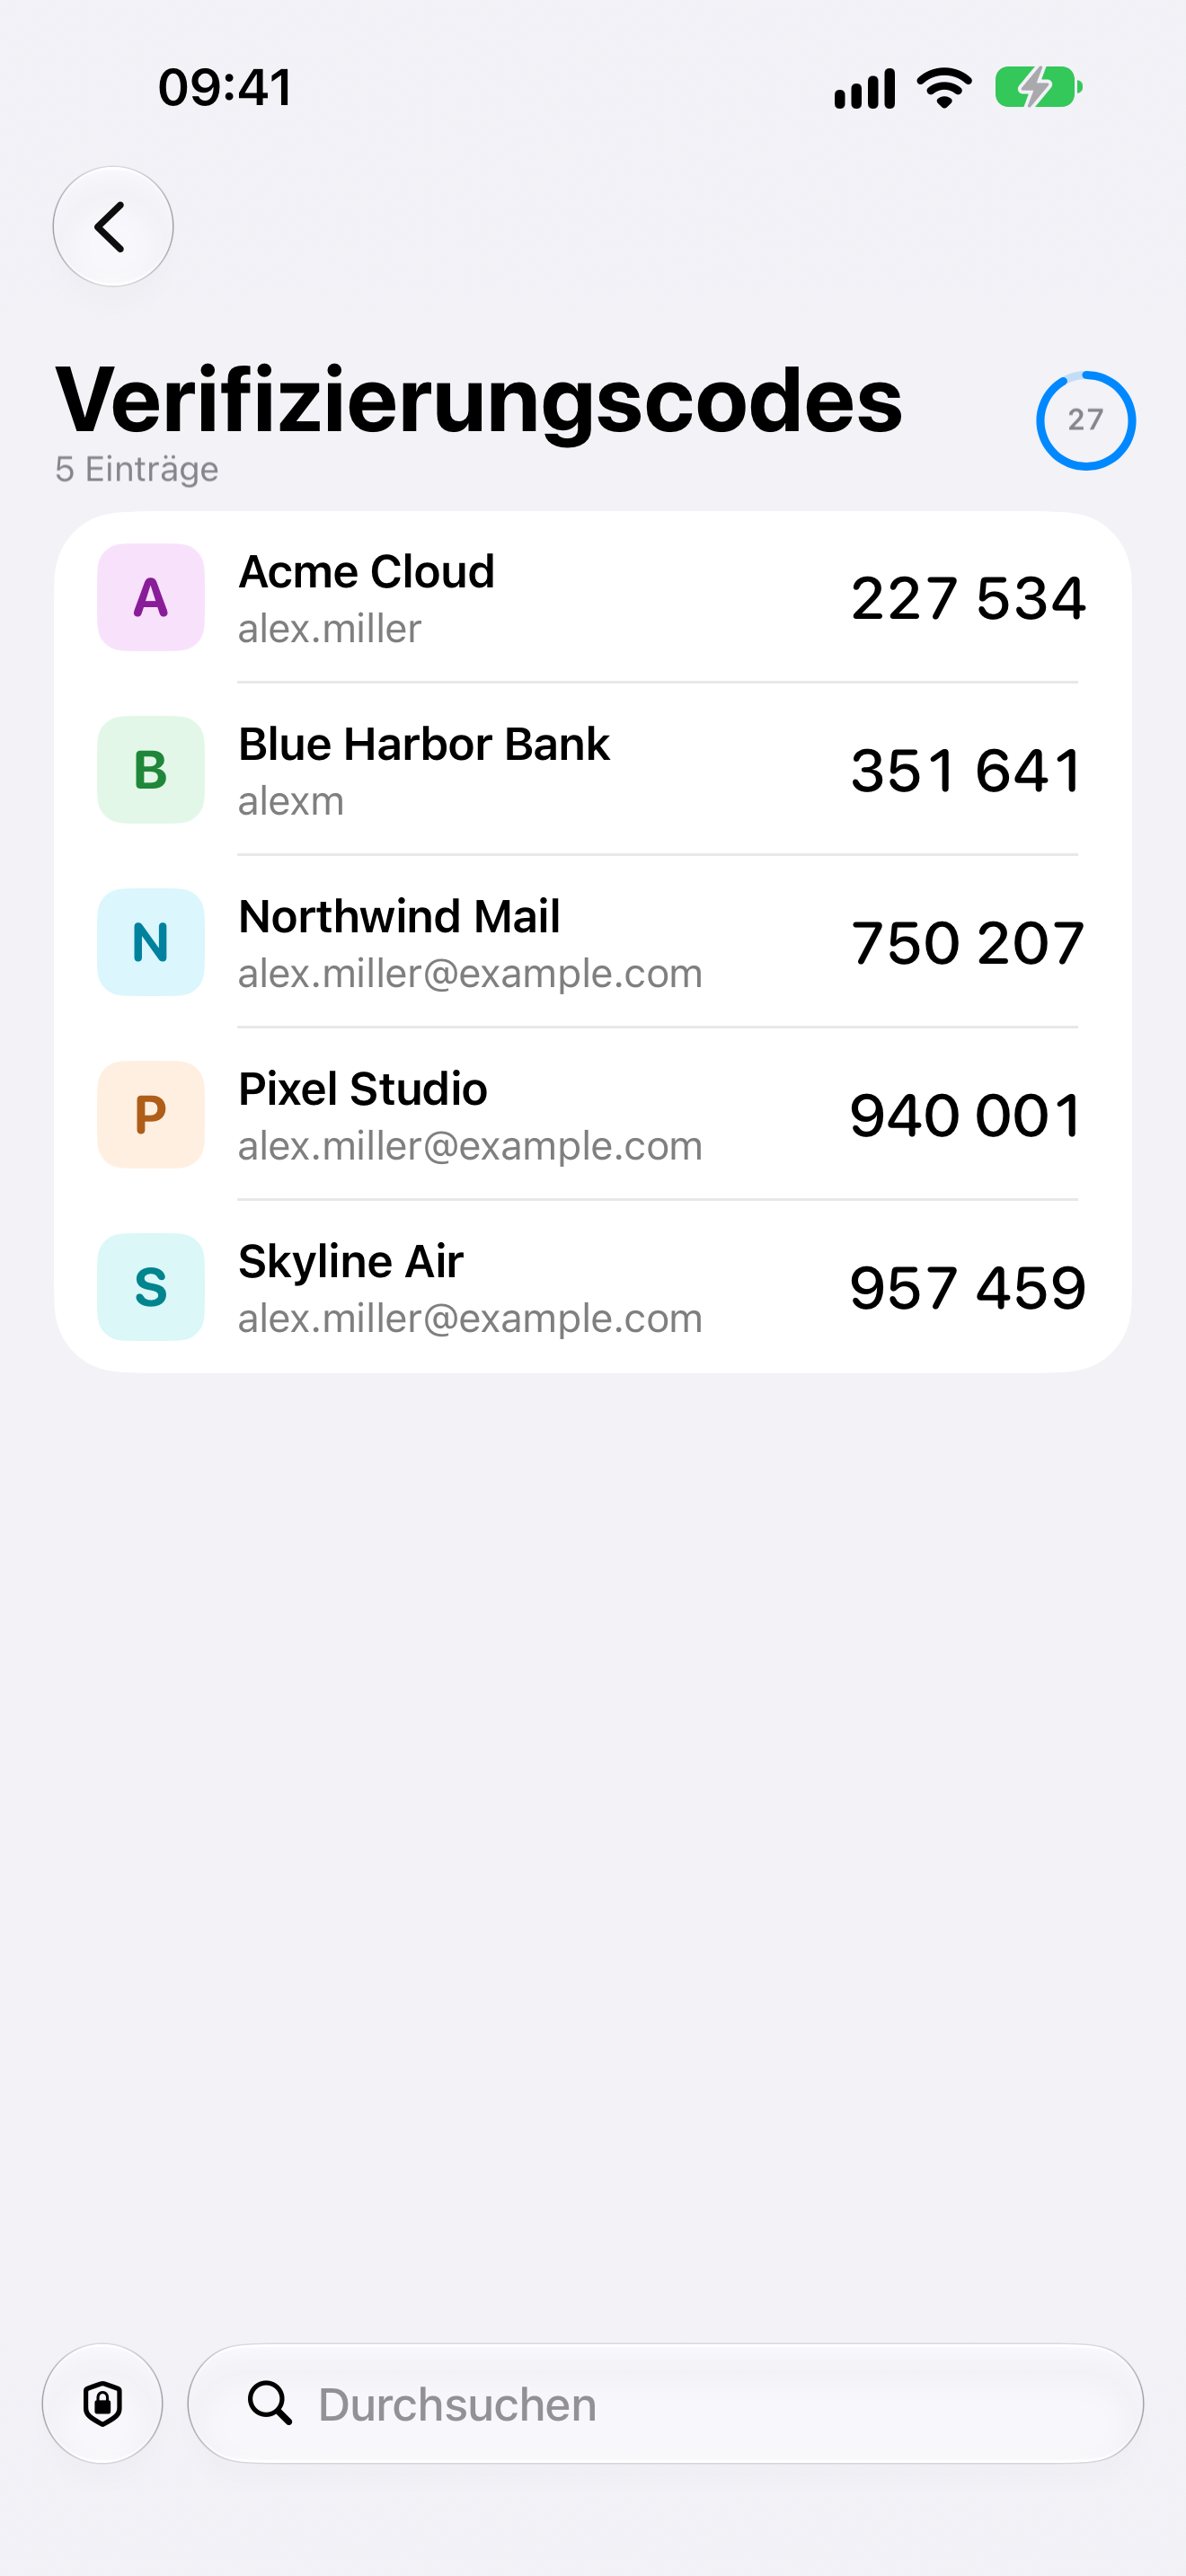 09:41
Verifizierungscodes
27
5 Einträge
A
Acme Cloud
alex.miller
227 534
B
Blue Harbor Bank
alexm
351 641
N
Northwind Mail
alex.miller@example.com
750 207
P
Pixel Studio
alex.miller@example.com
940 001
S
Skyline Air
alex.miller@example.com
957 459
Durchsuchen